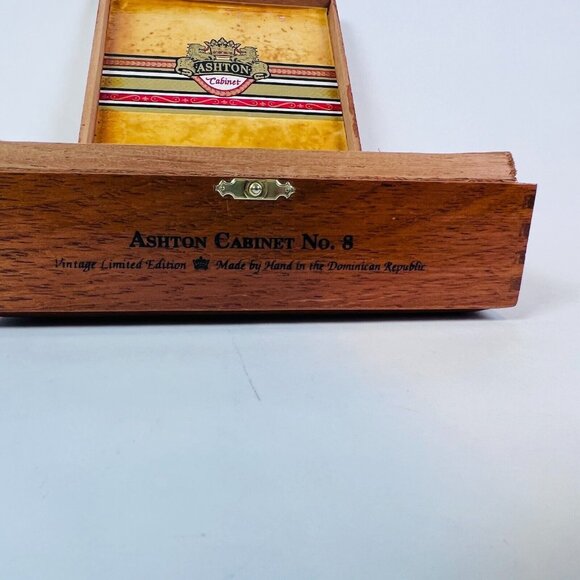 ASHTON
Cabinet
ASHTON CABINET NO. 8
Vintage Limited Edition Made by Hand in the Dominican Republic